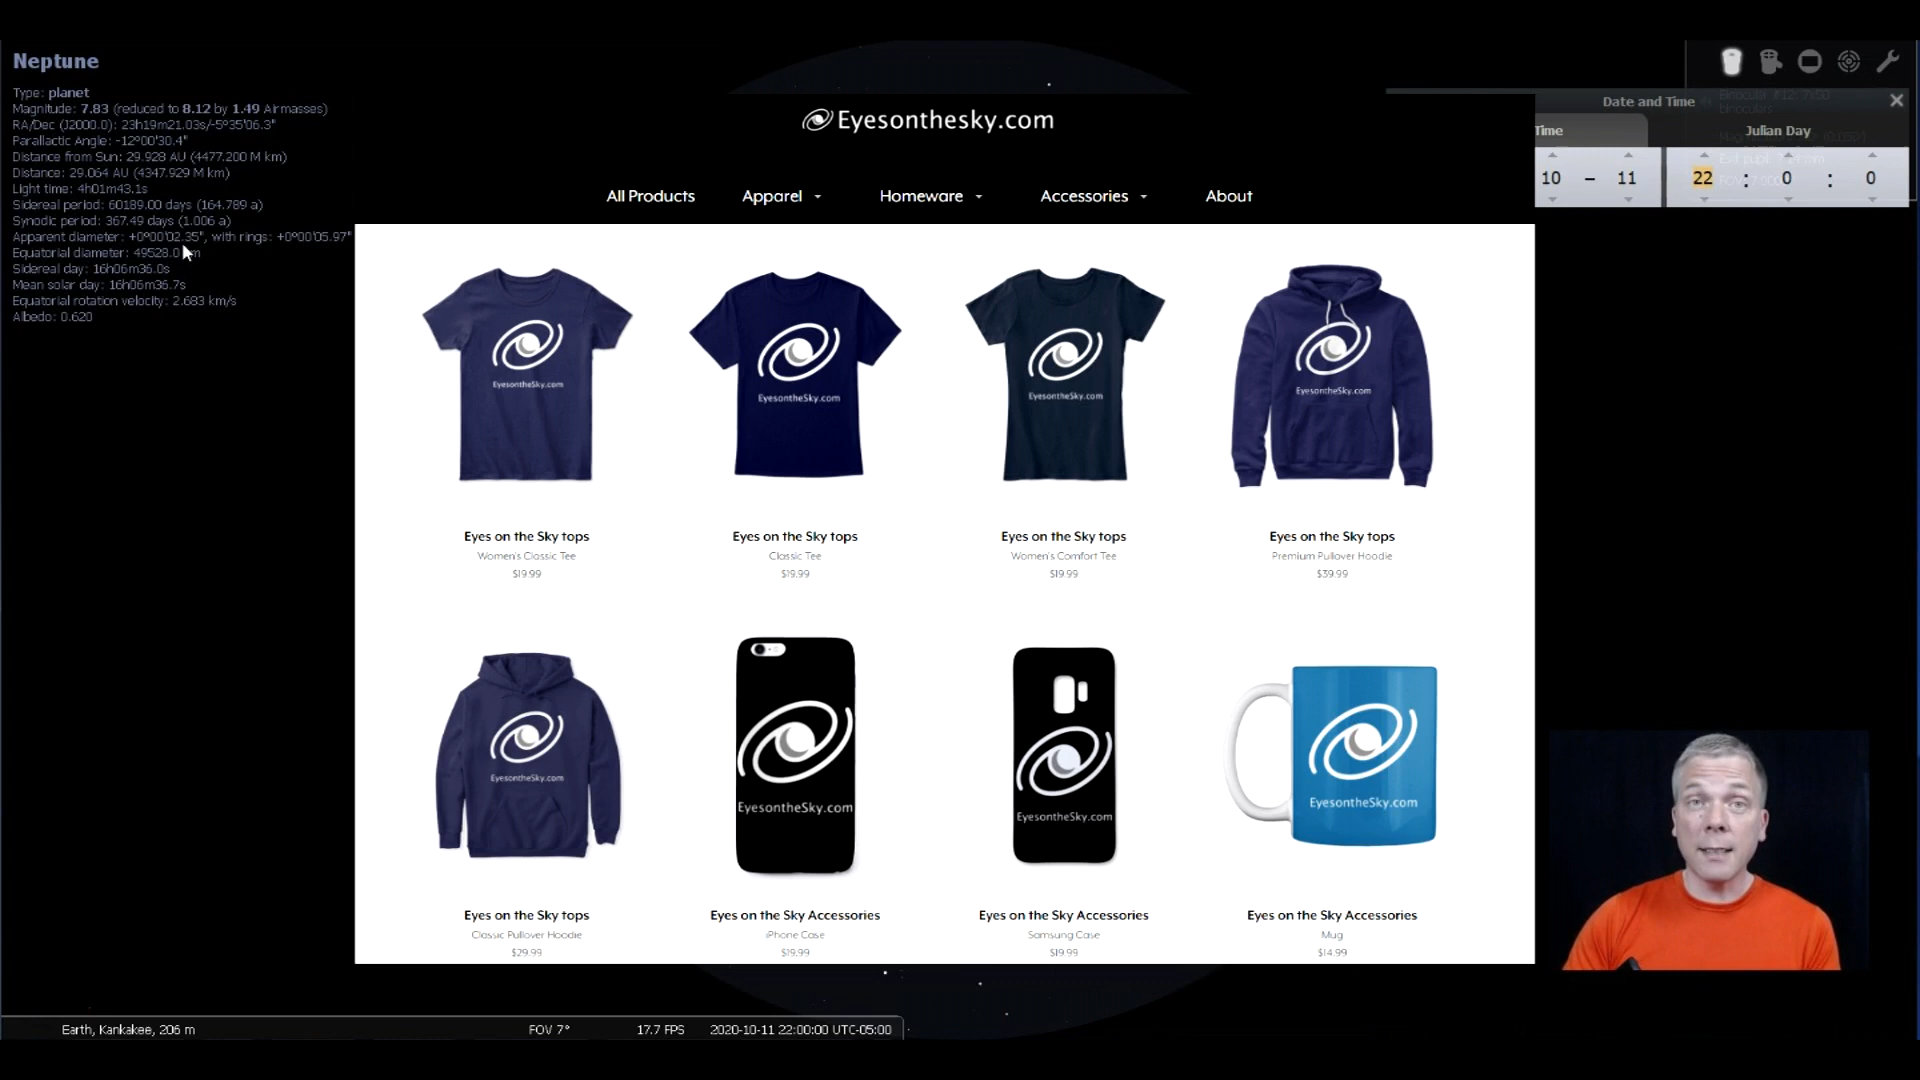 Neptune
Type: planet
Magnitude: 7.83 (reduced to 8.12 by 1.49 Airmasses)
RA/Dec (J2000.0): 23h19m21.03s/-5°35'06.3"
Parallactic Angle: -12°00'30.4"
Distance from Sun: 29.928 AU (4477.200 M km)
Distance: 29.064 AU (4347.929 M km)
Light time: 4h01m43.1s
Sidereal period: 60189.00 days (164.789 a)
Synodic period: 367.49 days (1.006 a)
Apparent diameter: +0°00'02.35", with rings: +0°00'05.97"
Equatorial diameter: 49528.0
Sidereal day: 16h06m36.0s
Mean solar day: 16h06m36.7s
Equatorial rotation velocity: 2.683 km/s
Albedo: 0.620
Eyesonthesky.com
All Products Apparel Homeware Accessories About
Date and Time
Time Julian Day
10 – 11 22 : 0 : 0
EyesontheSky.com
EyesontheSky.com
EyesontheSky.com
EyesontheSky.com
Eyes on the Sky tops
Women's Classic Tee
$19.99
Eyes on the Sky tops
Classic Tee
$19.99
Eyes on the Sky tops
Women's Comfort Tee
$19.99
Eyes on the Sky tops
Premium Pullover Hoodie
$39.99
EyesontheSky.com
EyesontheSky.com
EyesontheSky.com
EyesontheSky.com
Eyes on the Sky tops
Classic Pullover Hoodie
$29.99
Eyes on the Sky Accessories
iPhone Case
$19.99
Eyes on the Sky Accessories
Samsung Case
$19.99
Eyes on the Sky Accessories
Mug
$14.99
Earth, Kankakee, 206 m FOV 7° 17.7 FPS 2020-10-11 22:00:00 UTC-05:00